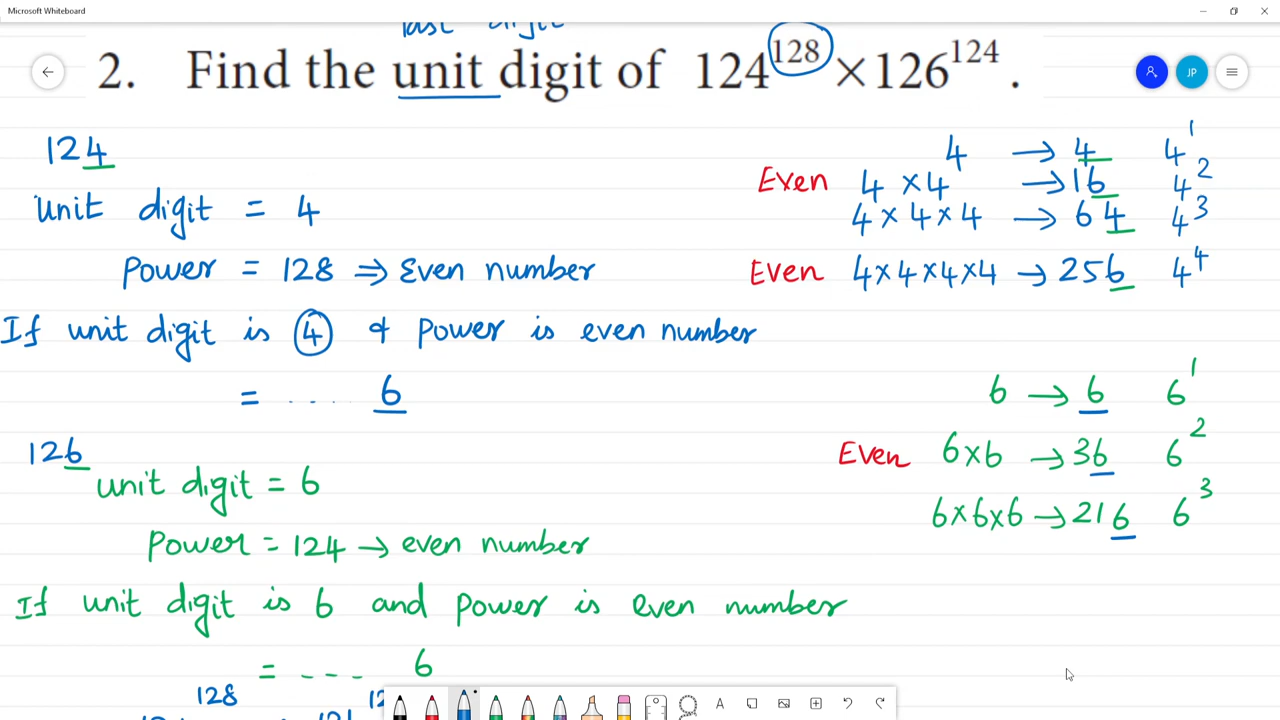 Microsoft Whiteboard
last digit
2. Find the unit digit of 124^128 × 126^124 .
JP
124
unit digit = 4
Power = 128 ⇒ Even number
If unit digit is 4 & power is even number
= ..... 6
4 → 4 4^1
Even 4 × 4 → 16 4^2
4 × 4 × 4 → 64 4^3
Even 4×4×4×4 → 256 4^4
126
unit digit = 6
Power = 124 → even number
If unit digit is 6 and power is even number
= ---- 6
6 → 6 6^1
Even 6×6 → 36 6^2
6×6×6 → 216 6^3
128
A